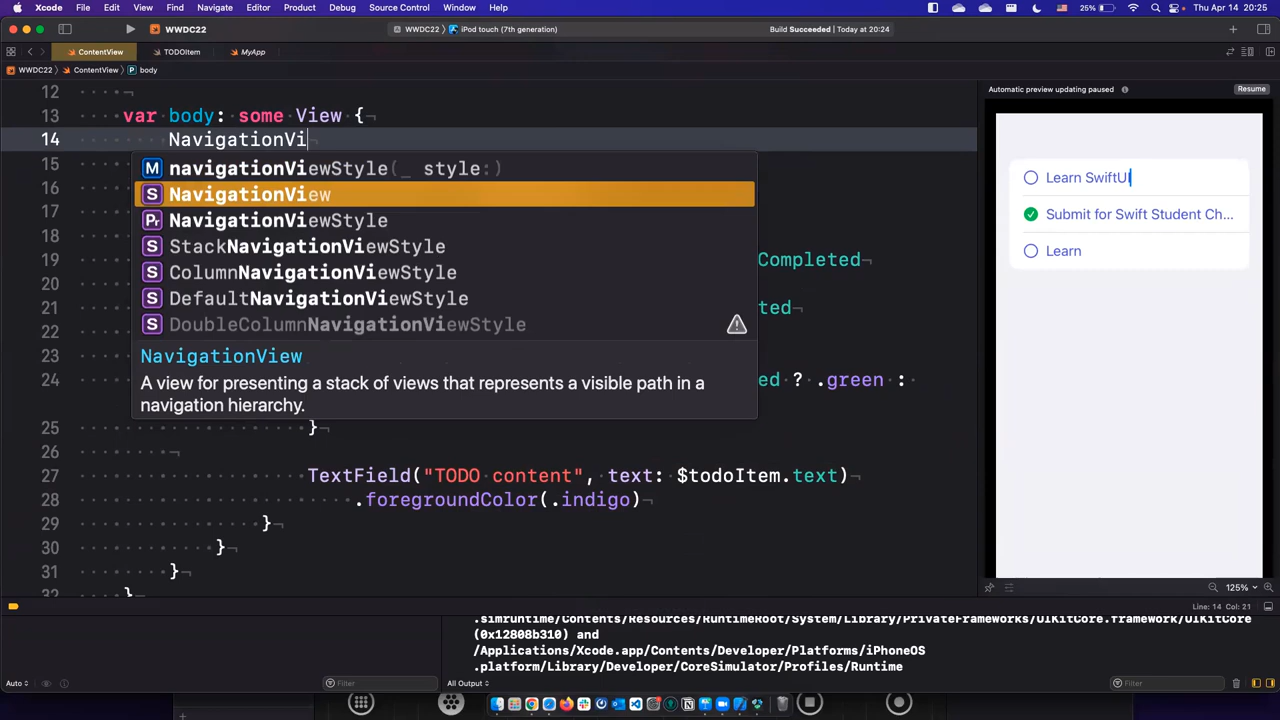 Xcode File Edit View Find Navigate Editor Product Debug Source Control Window Help 25% Thu Apr 14 20:25
WWDC22 WWDC22 〉 iPod touch (7th generation) Build Succeeded | Today at 20:24
ContentView TODOItem MyApp
WWDC22 〉 ContentView 〉 P body
Automatic preview updating paused Resume
12
13 var body: some View {
14 NavigationVi
15
16
17
18
19 Completed
20
21 ted
22
23
24 ed ? .green :
25 }
26
27 TextField("TODO content", text: $todoItem.text)
28 .foregroundColor(.indigo)
29 }
30 }
31 }
32 }
M navigationViewStyle(_ style:)
S NavigationView
Pr NavigationViewStyle
S StackNavigationViewStyle
S ColumnNavigationViewStyle
S DefaultNavigationViewStyle
S DoubleColumnNavigationViewStyle
NavigationView
A view for presenting a stack of views that represents a visible path in a
navigation hierarchy.
Learn SwiftUI
Submit for Swift Student Ch...
Learn
125%
Line: 14 Col: 21
.simruntime/Contents/Resources/RuntimeRoot/System/Library/PrivateFrameworks/UIKitCore.framework/UIKitCore
(0x12808b310) and
/Applications/Xcode.app/Contents/Developer/Platforms/iPhoneOS
.platform/Library/Developer/CoreSimulator/Profiles/Runtime
Auto Filter All Output Filter